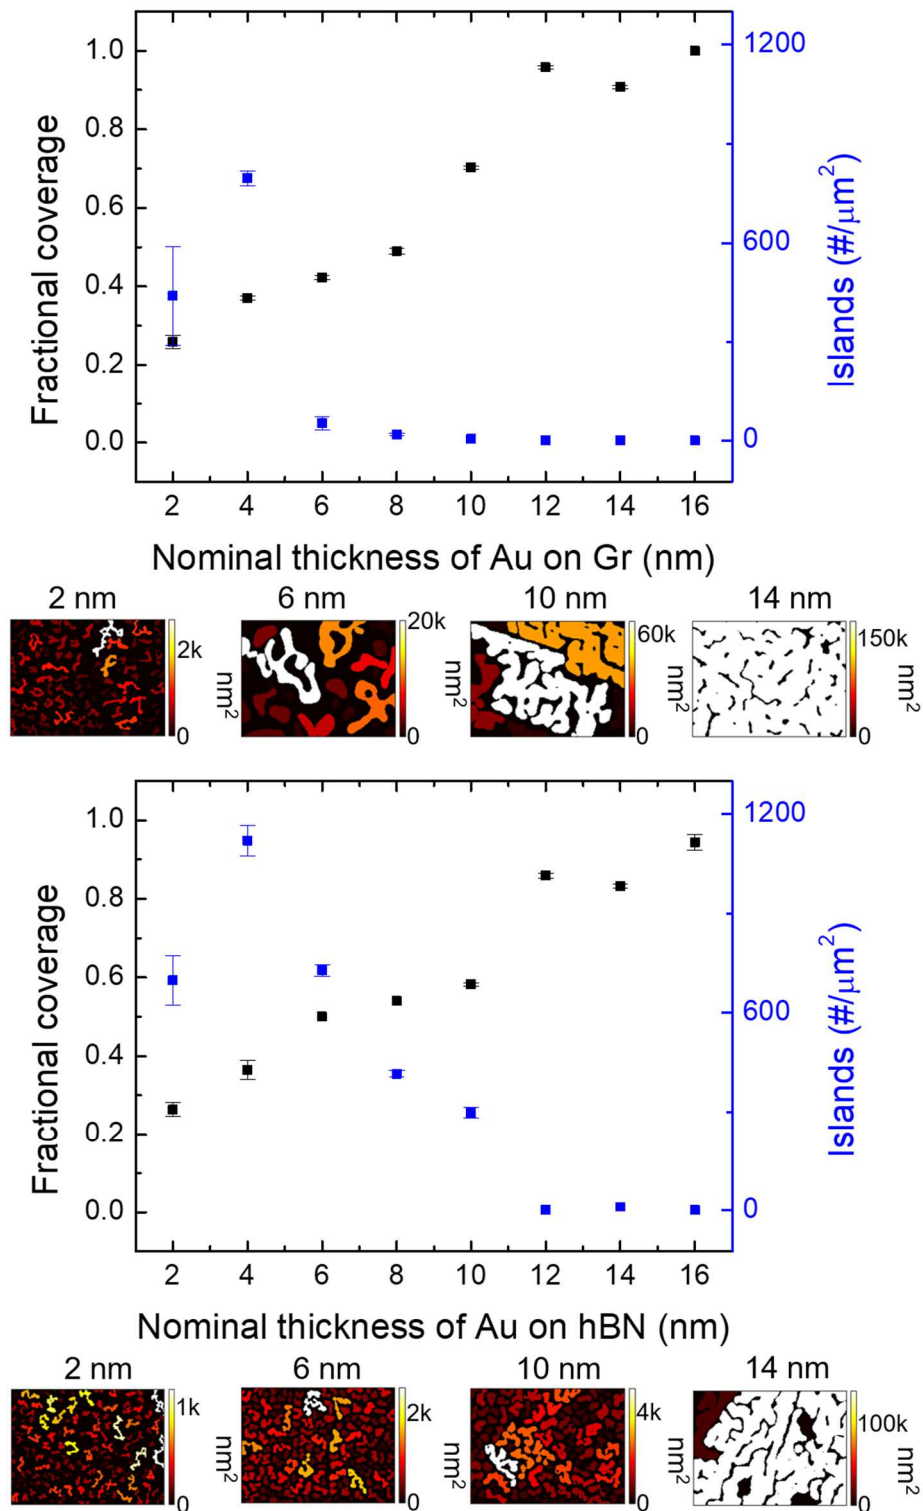 1.0
0.8
0.6
0.4
0.2
0.0
Fractional coverage
1200
600
0
Islands (#/μm²)
2 4 6 8 10 12 14 16
Nominal thickness of Au on Gr (nm)
2 nm 6 nm 10 nm 14 nm
2k
0
nm²
20k
0
nm²
60k
0
nm²
150k
0
nm²
1.0
0.8
0.6
0.4
0.2
0.0
Fractional coverage
1200
600
0
Islands (#/μm²)
2 4 6 8 10 12 14 16
Nominal thickness of Au on hBN (nm)
2 nm 6 nm 10 nm 14 nm
1k
0
nm²
2k
0
nm²
4k
0
nm²
100k
0
nm²